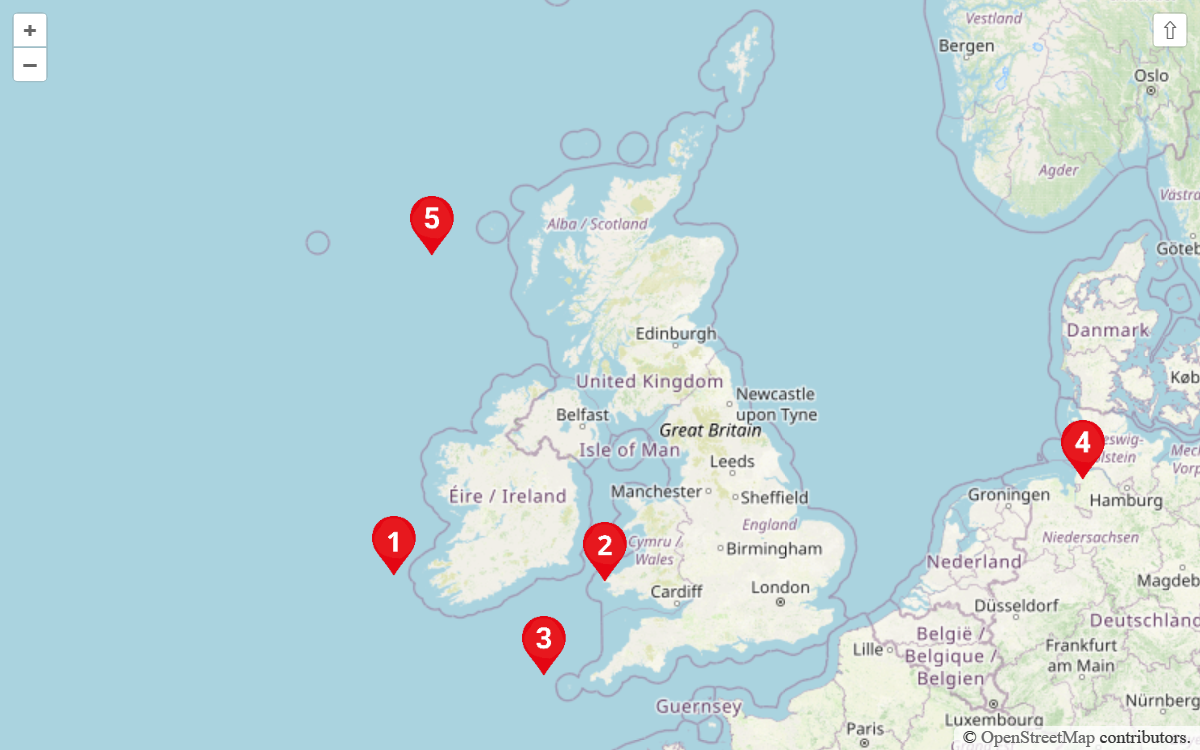 +
−
⇧
Vestland
Bergen
Oslo
Agder
Västra
Göteb
Alba / Scotland
5
Danmark
Edinburgh
Køb
United Kingdom
Newcastle
upon Tyne
Belfast
Great Britain
4
eswig-
olstein
Mecl
Vorp
Isle of Man
Leeds
Éire / Ireland
Manchester
Sheffield
Groningen
Hamburg
England
Niedersachsen
1
2
Cymru /
Wales
Birmingham
Nederland
Magdeb
Cardiff
London
Düsseldorf
Deutschland
3
België /
Belgique /
Belgien
Lille
Frankfurt
am Main
Guernsey
Nürnberg
Luxembourg
Paris
© OpenStreetMap contributors.